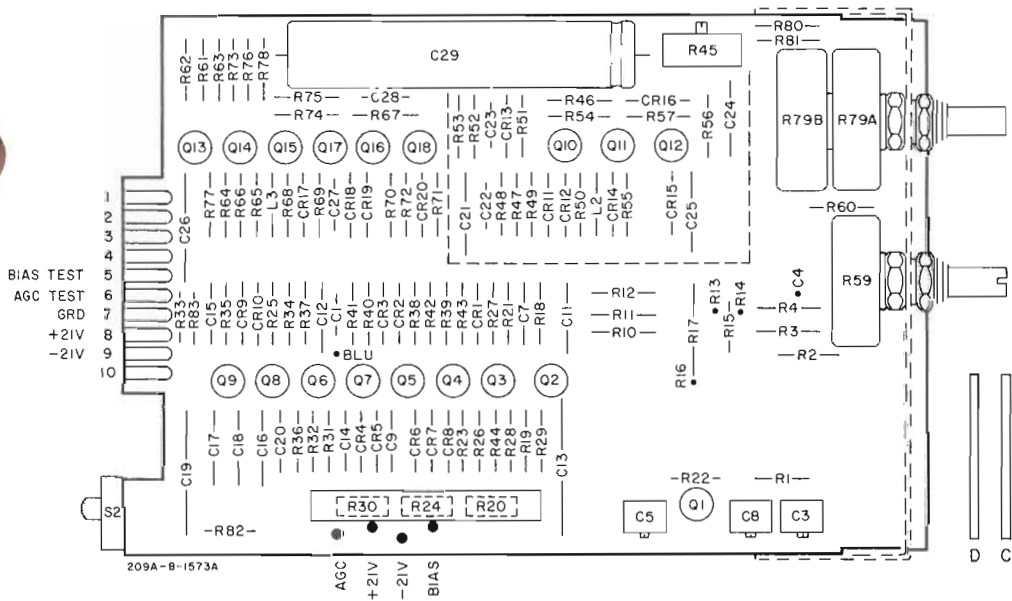 R80
R81
C29
R45
R62
R61
R63
R73
R76
R78
R75
C28
R74
R67
R53
R52
C23
CR13
R51
R46
CR16
R54
R57
R56
C24
R79B
R79A
Q13
Q14
Q15
Q17
Q16
Q18
Q10
Q11
Q12
1
2
3
4
BIAS TEST 5
AGC TEST 6
GRD 7
+21V 8
-21V 9
10
C26
R77
R64
R66
R65
L3
R68
CR17
R69
C27
CR18
CR19
R70
R72
CR20
R71
C21
C22
R48
R47
R49
CR11
CR12
R50
L2
CR14
R55
CR15
C25
R60
R59
R33
R83
C15
R35
CR9
CR10
R25
R34
R37
C12
C1
R41
R40
CR3
CR2
R38
R42
R39
R43
CR1
R27
R21
C7
R18
C11
R12
R11
R10
R17
R13
R14
R15
C4
R4
R3
R2
R16
BLU
Q9
Q8
Q6
Q7
Q5
Q4
Q3
Q2
C19
C17
C18
C16
C20
R36
R32
R31
C14
CR4
CR5
C9
CR6
CR7
CR8
R23
R26
R44
R28
R19
R29
C13
R22
R1
S2
R82
R30
R24
R20
C5
Q1
C8
C3
D
C
209A-B-1573A
AGC
+21V
-21V
BIAS